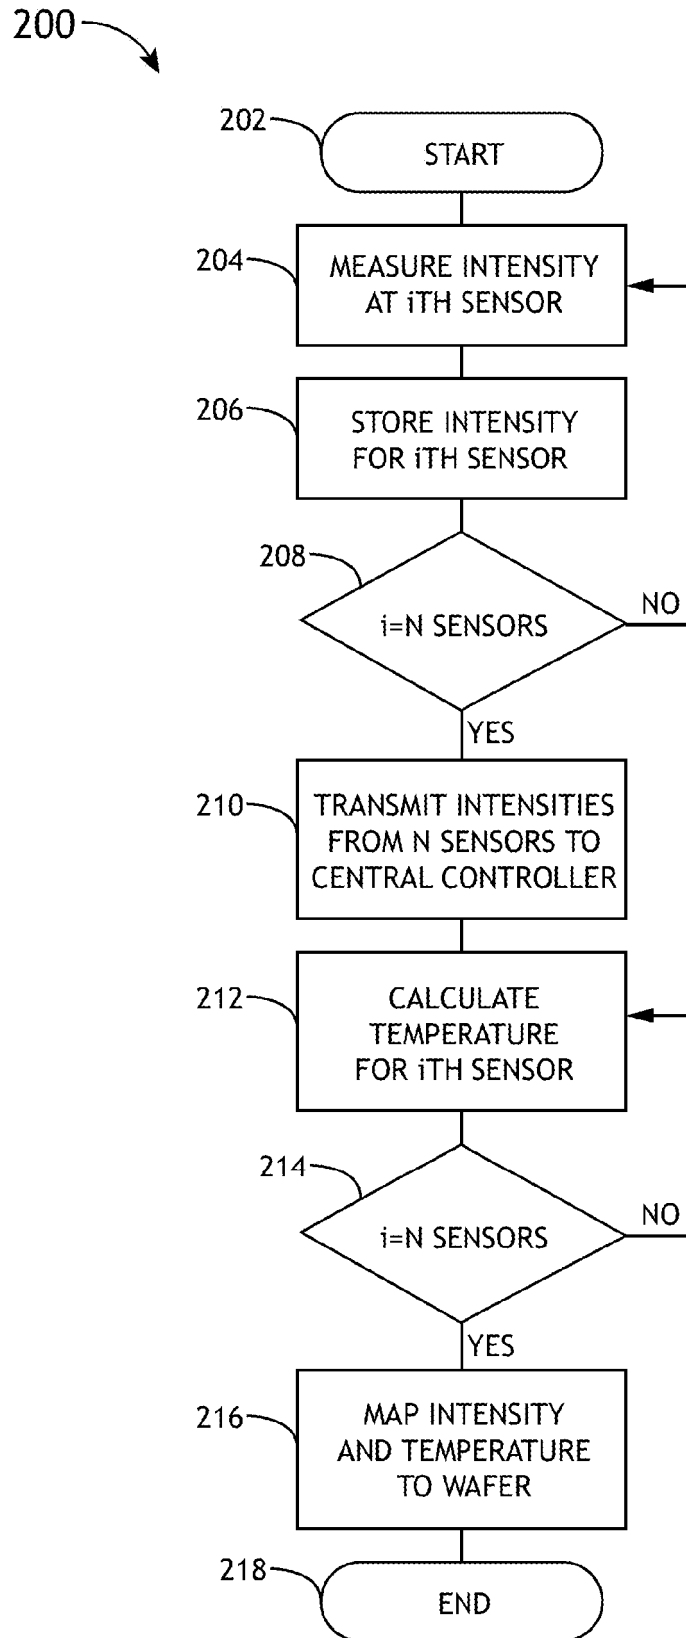 200
202
START
204
MEASURE INTENSITY
AT iTH SENSOR
206
STORE INTENSITY
FOR iTH SENSOR
208
i=N SENSORS
NO
YES
210
TRANSMIT INTENSITIES
FROM N SENSORS TO
CENTRAL CONTROLLER
212
CALCULATE
TEMPERATURE
FOR iTH SENSOR
214
i=N SENSORS
NO
YES
216
MAP INTENSITY
AND TEMPERATURE
TO WAFER
218
END